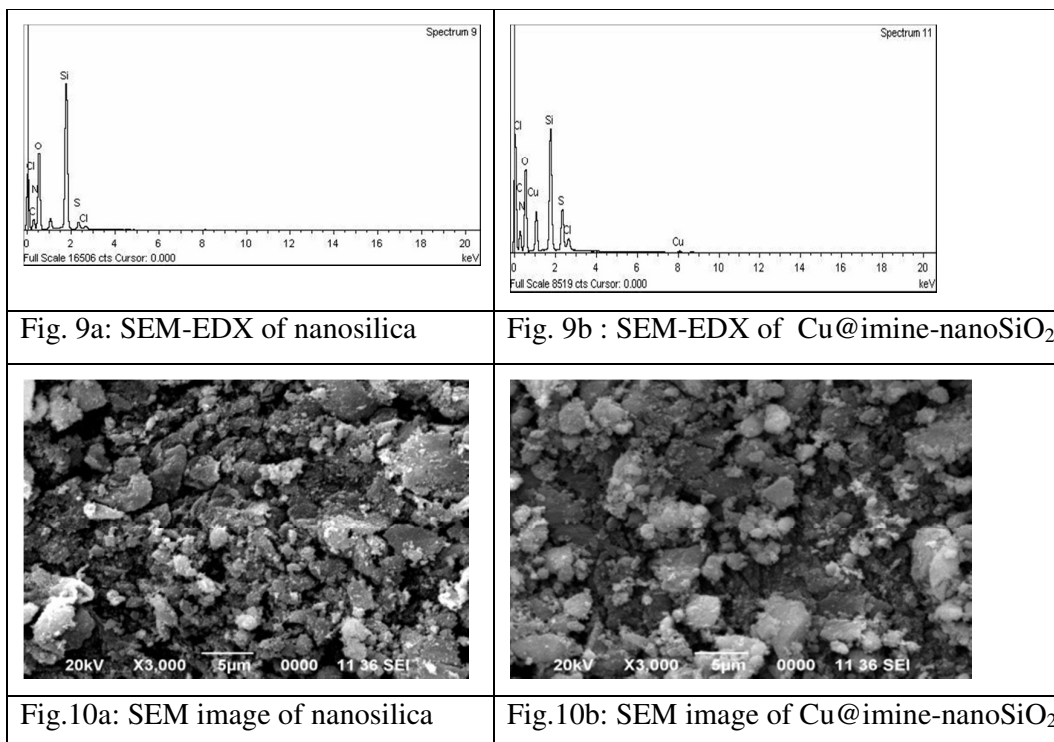 Spectrum 9
Si
O
Cl
N
C
S
Cl
0 2 4 6 8 10 12 14 16 18 20
Full Scale 16506 cts Cursor: 0.000 keV
Spectrum 11
Cl
Si
O
C
Cu
N
S
Cl
Cu
0 2 4 6 8 10 12 14 16 18 20
Full Scale 8519 cts Cursor: 0.000 keV
Fig. 9a: SEM-EDX of nanosilica
Fig. 9b : SEM-EDX of Cu@imine-nanoSiO2
20kV X3,000 5µm 0000 11 36 SEI
20kV X3,000 5µm 0000 11 36 SEI
Fig.10a: SEM image of nanosilica
Fig.10b: SEM image of Cu@imine-nanoSiO2